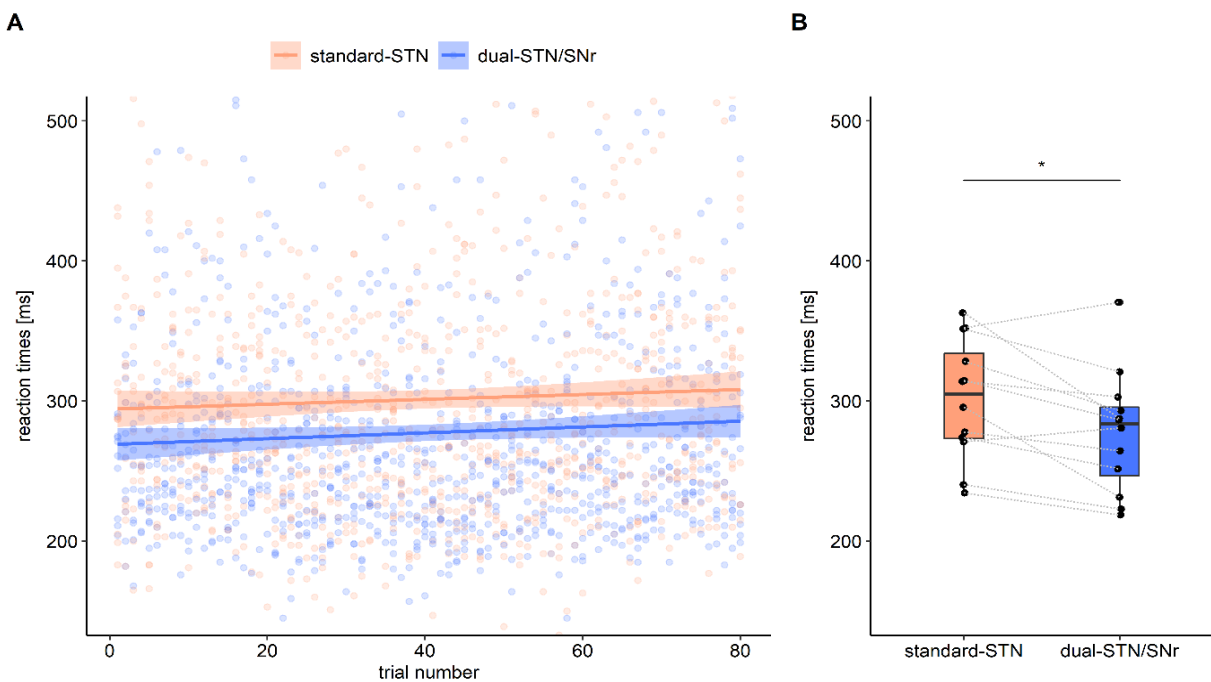 A
standard-STN dual-STN/SNr
500
400
300
200
reaction times [ms]
0 20 40 60 80
trial number
B
500
400
300
200
reaction times [ms]
*
standard-STN dual-STN/SNr